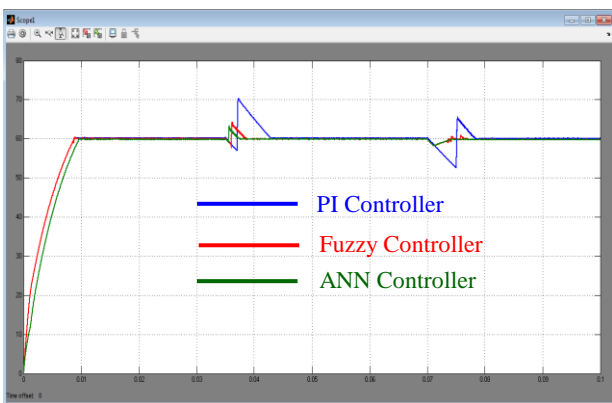 Scope1
80
70
60
50
40
30
20
10
0
PI Controller
Fuzzy Controller
ANN Controller
0 0.01 0.02 0.03 0.04 0.05 0.06 0.07 0.08 0.09 0.1
Time offset: 0